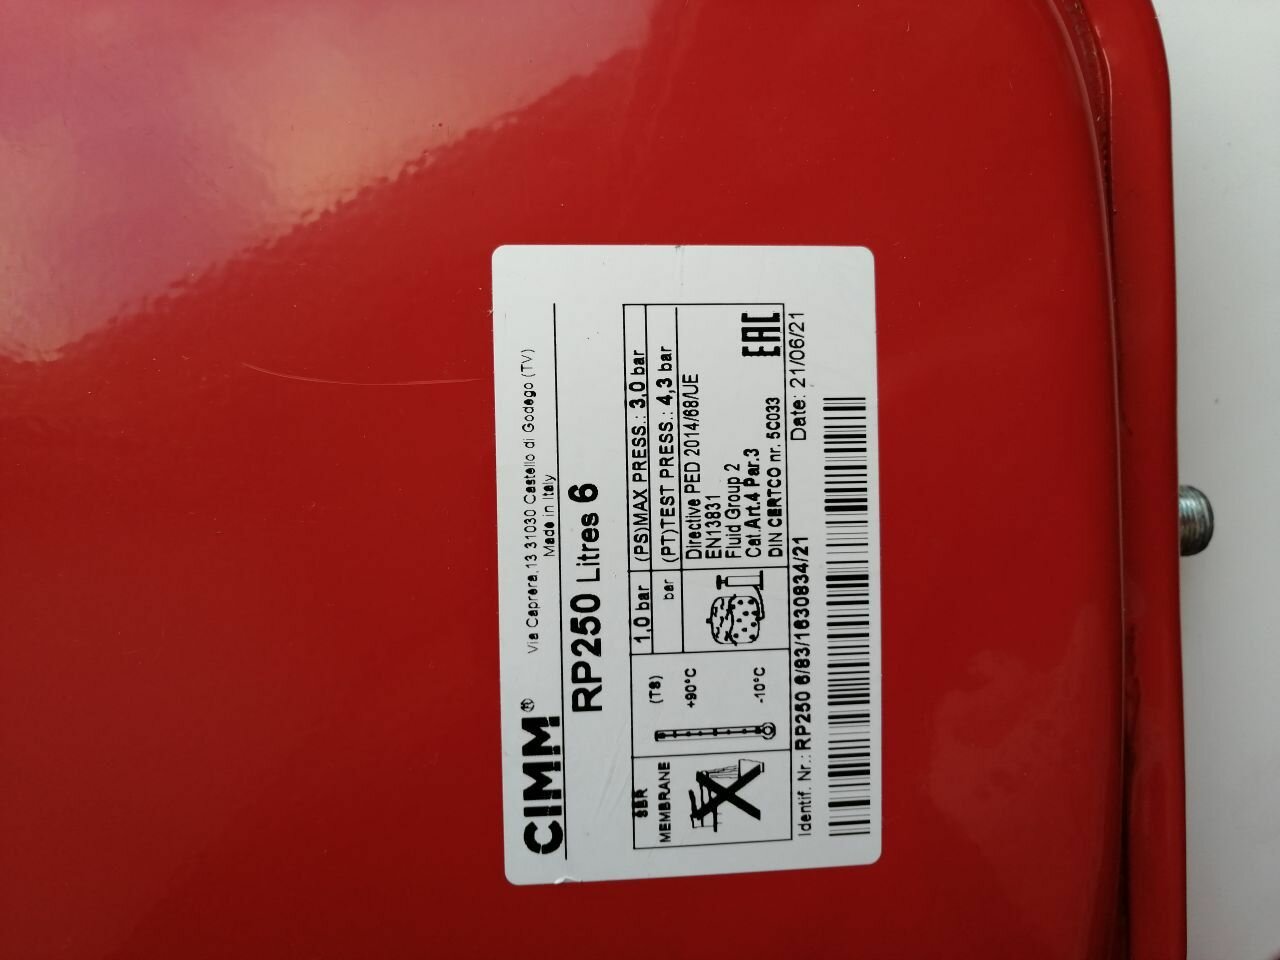 CIMM®
Via Caprera,13 31030 Castello di Godego (TV)
Made in Italy
RP250 Litres 6
SBR
MEMBRANE
(TS)
+90°C
-10°C
1,0 bar
bar
(PS)MAX PRESS.: 3,0 bar
(PT)TEST PRESS.: 4,3 bar
Directive PED 2014/68/UE
EN13831
Fluid Group 2
Cat.Art.4 Par.3
DIN CERTCO nr. 5C033
EAC
Identif. Nr.: RP250 6/83/1630834/21
Date: 21/06/21